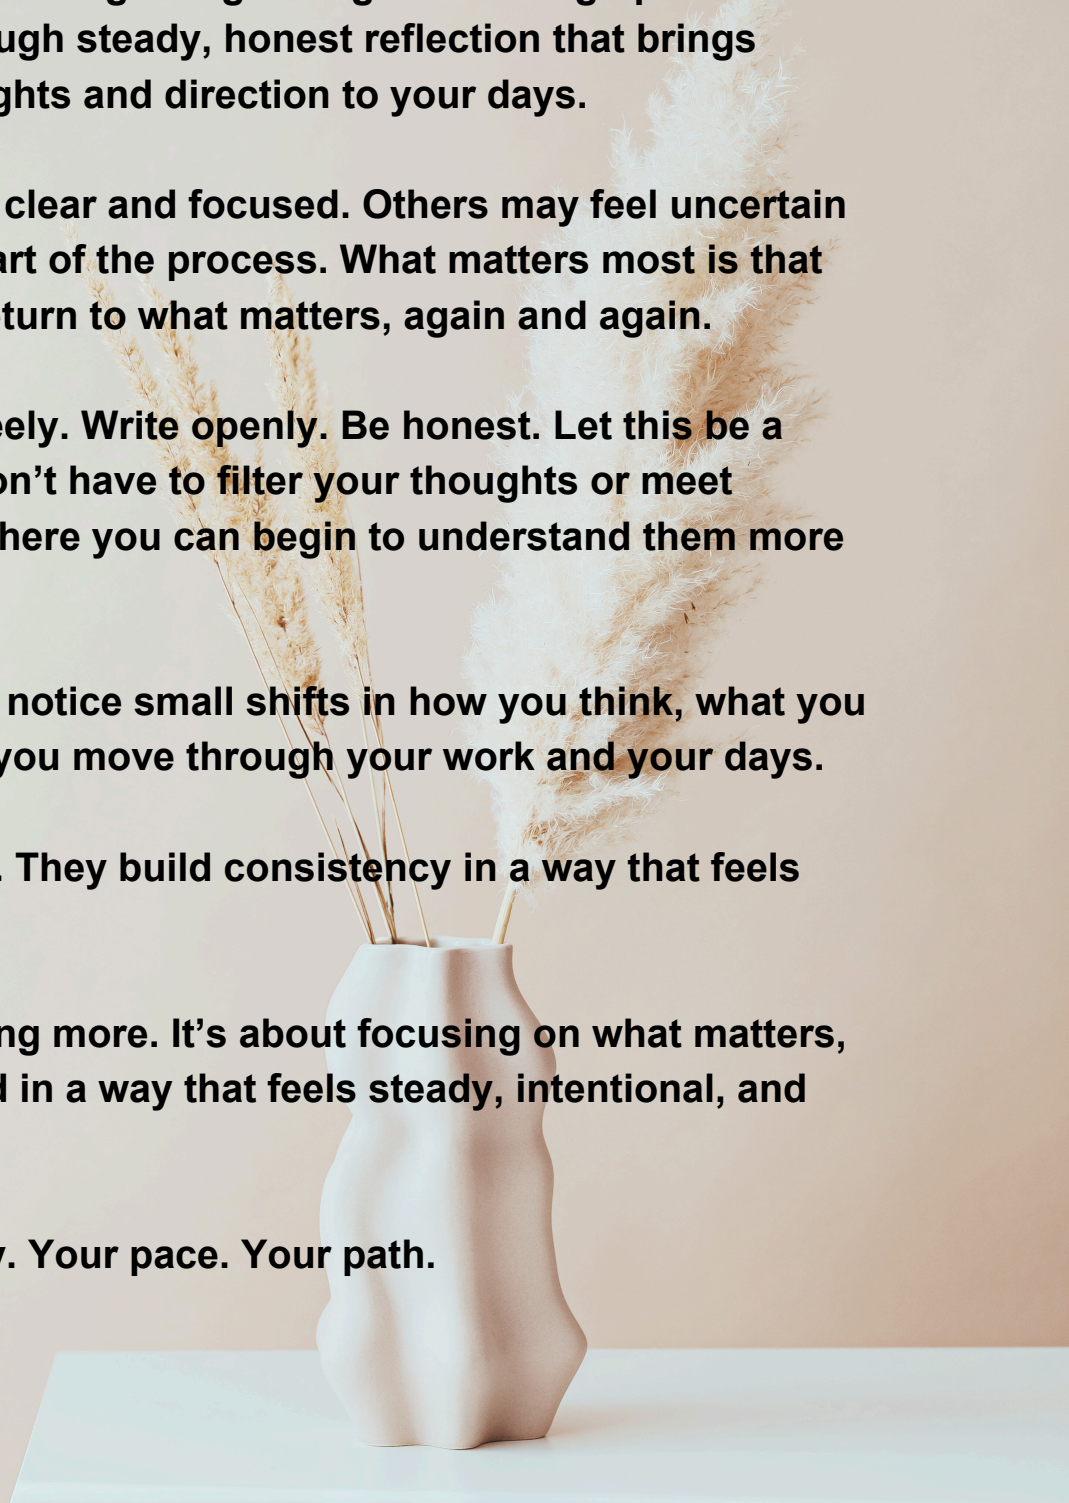 ugh steady, honest reflection that brings
ghts and direction to your days.
clear and focused. Others may feel uncertain
art of the process. What matters most is that
turn to what matters, again and again.
eely. Write openly. Be honest. Let this be a
on’t have to filter your thoughts or meet
here you can begin to understand them more
notice small shifts in how you think, what you
you move through your work and your days.
. They build consistency in a way that feels
ng more. It’s about focusing on what matters,
d in a way that feels steady, intentional, and
y. Your pace. Your path.